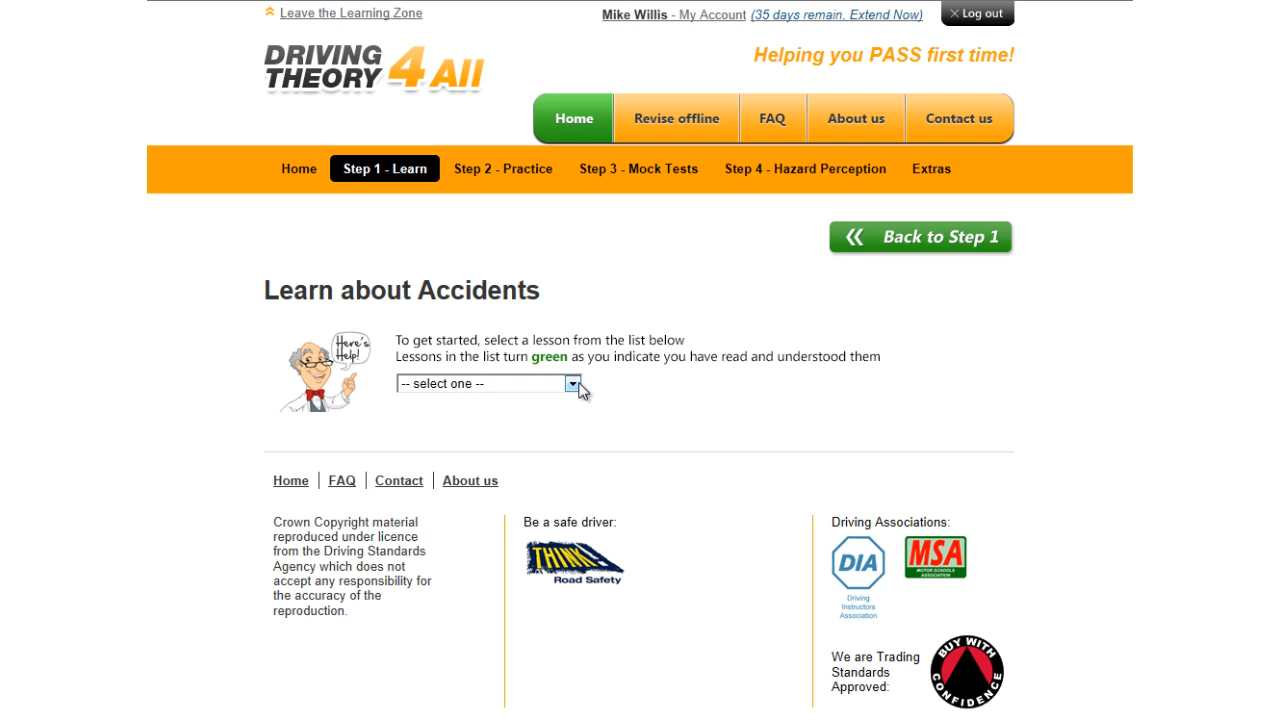 Leave the Learning Zone
Mike Willis - My Account (35 days remain, Extend Now)
Log out
DRIVING THEORY 4 All
Helping you PASS first time!
Home
Revise offline
FAQ
About us
Contact us
Home
Step 1 - Learn
Step 2 - Practice
Step 3 - Mock Tests
Step 4 - Hazard Perception
Extras
Back to Step 1
Learn about Accidents
Here's
Help!
To get started, select a lesson from the list below
Lessons in the list turn green as you indicate you have read and understood them
-- select one --
Home
FAQ
Contact
About us
Crown Copyright material
reproduced under licence
from the Driving Standards
Agency which does not
accept any responsibility for
the accuracy of the
reproduction.
Be a safe driver:
THINK!
Road Safety
Driving Associations:
DIA
Driving
Instructors
Association
MSA
MOTOR SCHOOLS
ASSOCIATION
We are Trading
Standards
Approved:
BUY WITH
CONFIDENCE